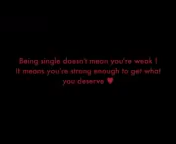 Being single doesn't mean you're weak !
it means you're strong enough to get what
you deserve ♥